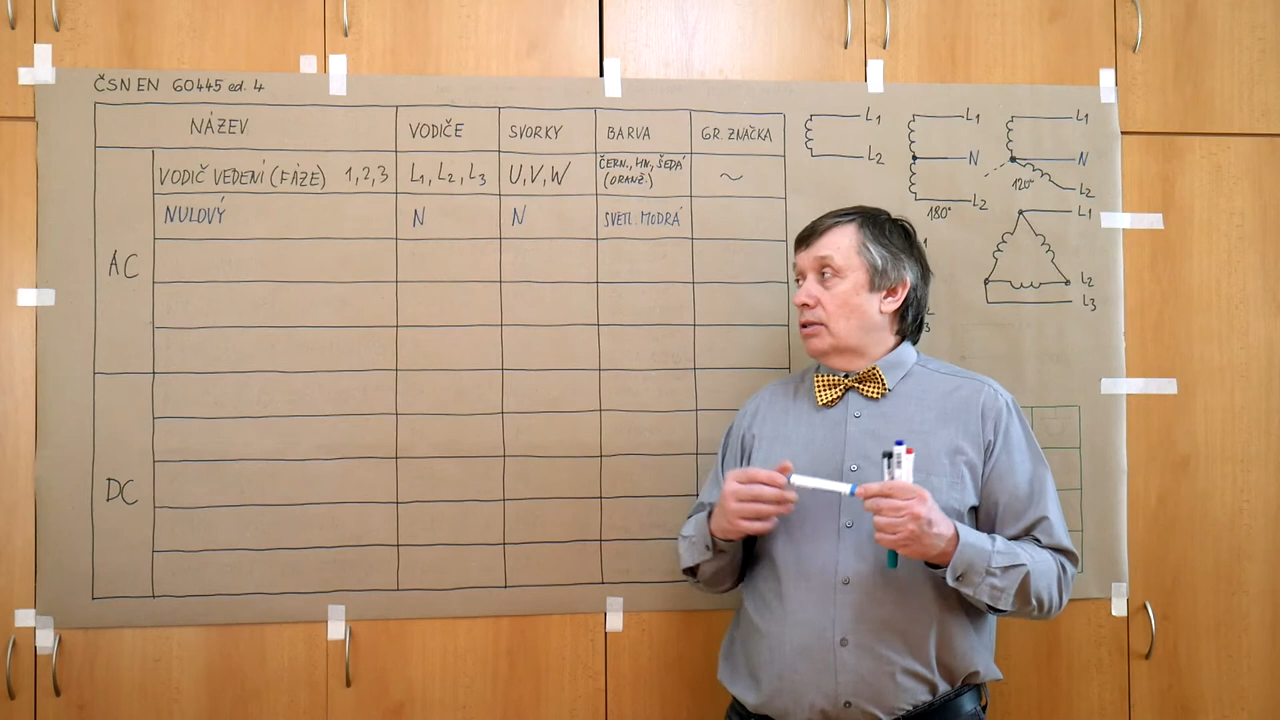 ČSN EN 60445 ed. 4
NÁZEV VODIČE SVORKY BARVA GR. ZNAČKA
AC
VODIČ VEDENÍ (FÁZE) 1,2,3 L1, L2, L3 U, V, W ČERN., HN., ŠEDÁ
(ORANŽ.) ~
NULOVÝ N N SVĚTL. MODRÁ
DC
L1
L2
L1
N
L2
180°
L1
N
L2
120°
L1
L2
L3
1
3